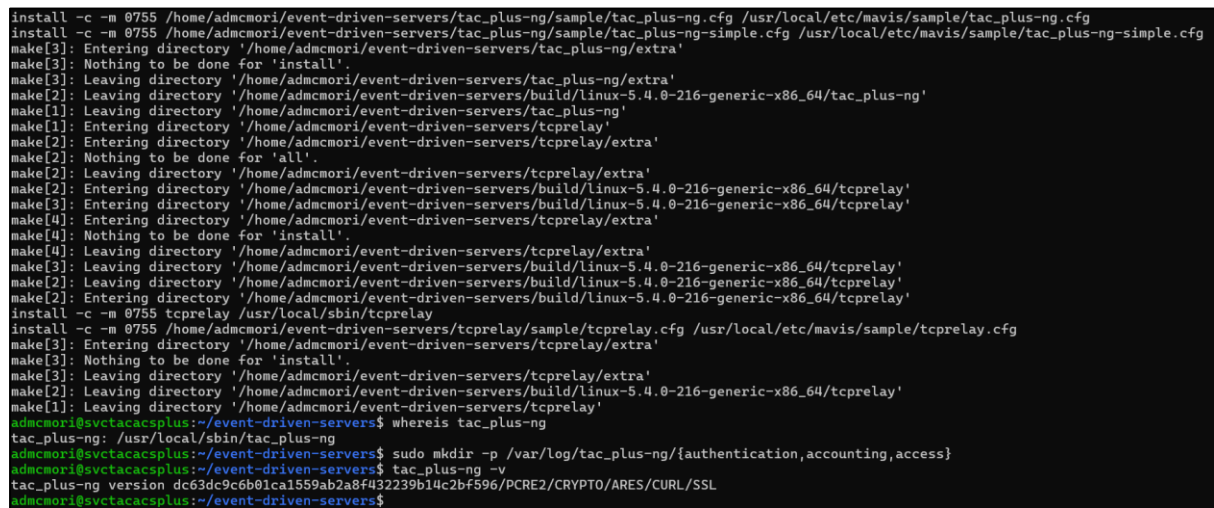 install -c -m 0755 /home/admcmori/event-driven-servers/tac_plus-ng/sample/tac_plus-ng.cfg /usr/local/etc/mavis/sample/tac_plus-ng.cfg
install -c -m 0755 /home/admcmori/event-driven-servers/tac_plus-ng/sample/tac_plus-ng-simple.cfg /usr/local/etc/mavis/sample/tac_plus-ng-simple.cfg
make[3]: Entering directory '/home/admcmori/event-driven-servers/tac_plus-ng/extra'
make[3]: Nothing to be done for 'install'.
make[3]: Leaving directory '/home/admcmori/event-driven-servers/tac_plus-ng/extra'
make[2]: Leaving directory '/home/admcmori/event-driven-servers/build/linux-5.4.0-216-generic-x86_64/tac_plus-ng'
make[1]: Leaving directory '/home/admcmori/event-driven-servers/tac_plus-ng'
make[1]: Entering directory '/home/admcmori/event-driven-servers/tcprelay'
make[2]: Entering directory '/home/admcmori/event-driven-servers/tcprelay/extra'
make[2]: Nothing to be done for 'all'.
make[2]: Leaving directory '/home/admcmori/event-driven-servers/tcprelay/extra'
make[2]: Entering directory '/home/admcmori/event-driven-servers/build/linux-5.4.0-216-generic-x86_64/tcprelay'
make[3]: Entering directory '/home/admcmori/event-driven-servers/build/linux-5.4.0-216-generic-x86_64/tcprelay'
make[4]: Entering directory '/home/admcmori/event-driven-servers/tcprelay/extra'
make[4]: Nothing to be done for 'install'.
make[4]: Leaving directory '/home/admcmori/event-driven-servers/tcprelay/extra'
make[3]: Leaving directory '/home/admcmori/event-driven-servers/build/linux-5.4.0-216-generic-x86_64/tcprelay'
make[2]: Leaving directory '/home/admcmori/event-driven-servers/build/linux-5.4.0-216-generic-x86_64/tcprelay'
make[2]: Entering directory '/home/admcmori/event-driven-servers/build/linux-5.4.0-216-generic-x86_64/tcprelay'
install -c -m 0755 tcprelay /usr/local/sbin/tcprelay
install -c -m 0755 /home/admcmori/event-driven-servers/tcprelay/sample/tcprelay.cfg /usr/local/etc/mavis/sample/tcprelay.cfg
make[3]: Entering directory '/home/admcmori/event-driven-servers/tcprelay/extra'
make[3]: Nothing to be done for 'install'.
make[3]: Leaving directory '/home/admcmori/event-driven-servers/tcprelay/extra'
make[2]: Leaving directory '/home/admcmori/event-driven-servers/build/linux-5.4.0-216-generic-x86_64/tcprelay'
make[1]: Leaving directory '/home/admcmori/event-driven-servers/tcprelay'
admcmori@svctacacsplus:~/event-driven-servers$ whereis tac_plus-ng
tac_plus-ng: /usr/local/sbin/tac_plus-ng
admcmori@svctacacsplus:~/event-driven-servers$ sudo mkdir -p /var/log/tac_plus-ng/{authentication,accounting,access}
admcmori@svctacacsplus:~/event-driven-servers$ tac_plus-ng -v
tac_plus-ng version dc63dc9c6b01ca1559ab2a8f432239b14c2bf596/PCRE2/CRYPTO/ARES/CURL/SSL
admcmori@svctacacsplus:~/event-driven-servers$